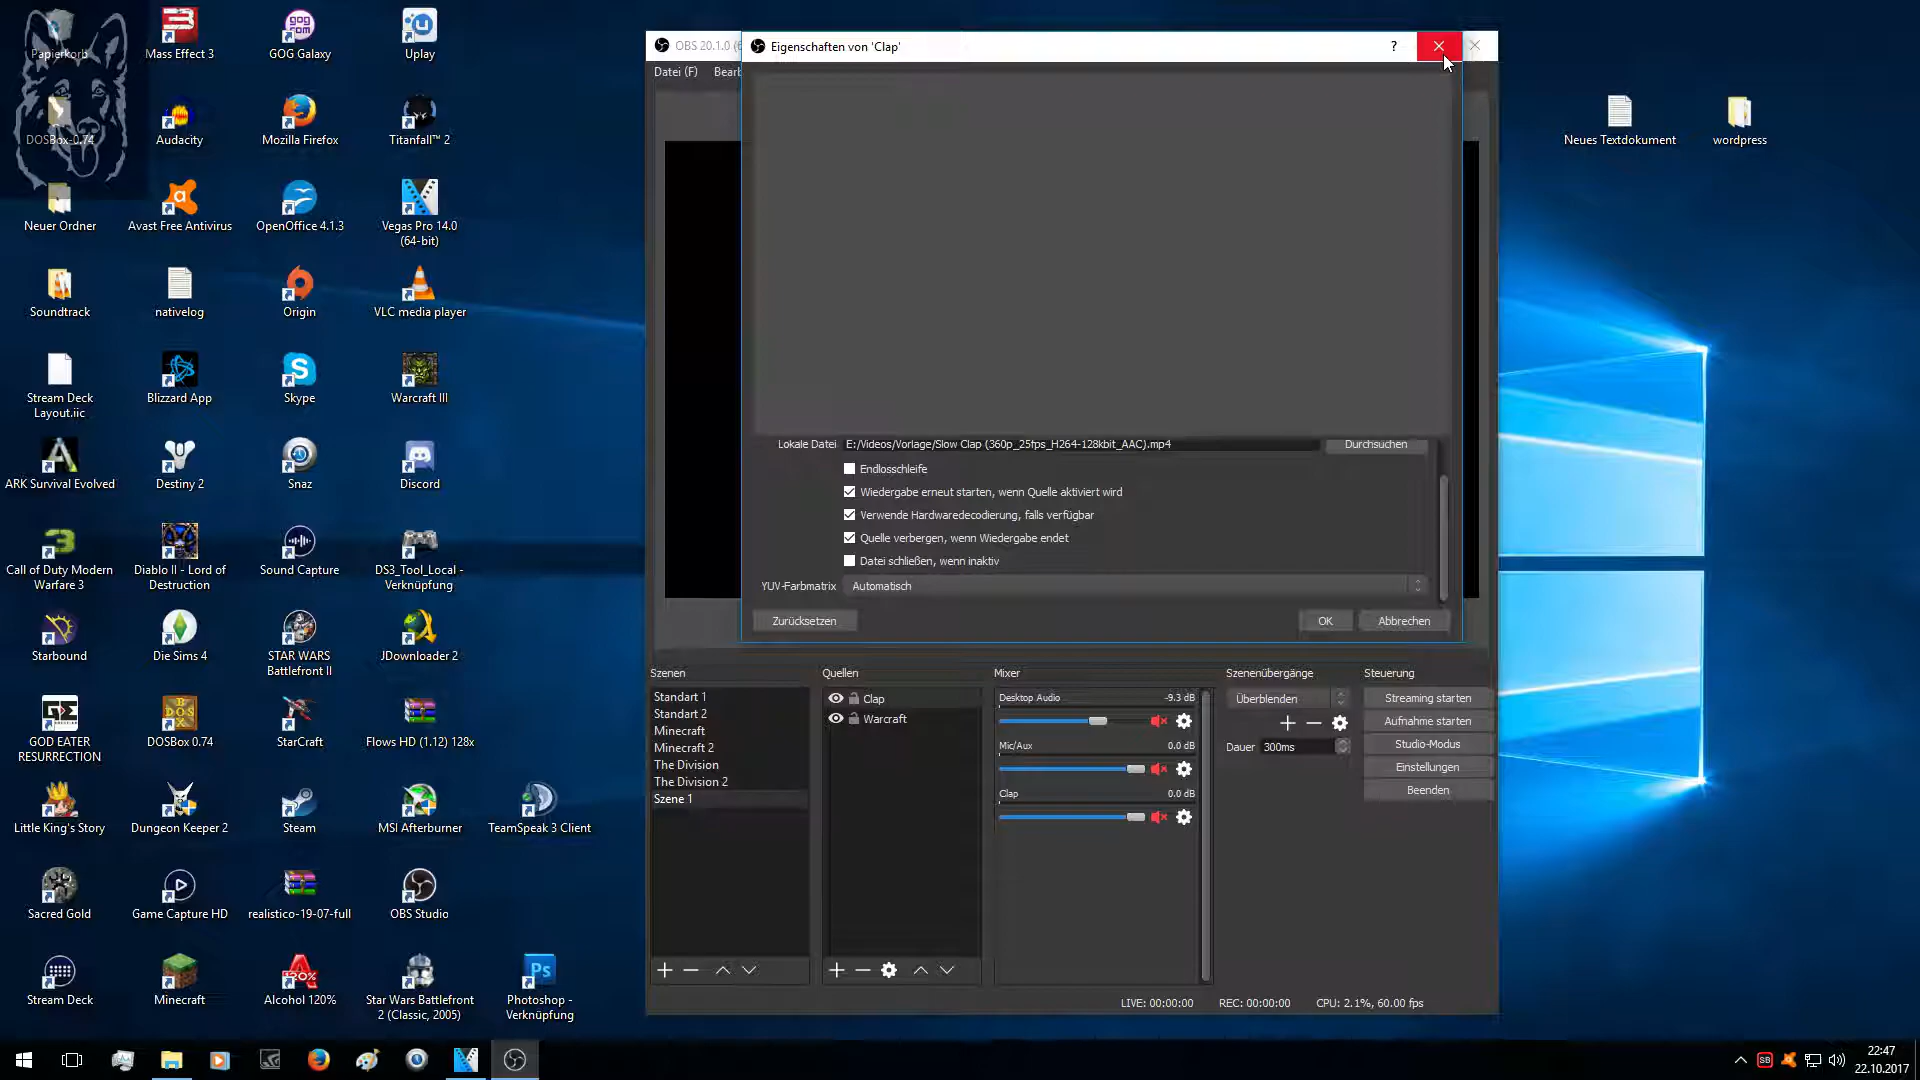 Papierkorb
Mass Effect 3
GOG Galaxy
Uplay
DOSBox-0.74
Audacity
Mozilla Firefox
Titanfall™ 2
Neuer Ordner
Avast Free Antivirus
OpenOffice 4.1.3
Vegas Pro 14.0
(64-bit)
Soundtrack
nativelog
Origin
VLC media player
Stream Deck
Layout.iic
Blizzard App
Skype
Warcraft III
ARK Survival Evolved
Destiny 2
Snaz
Discord
Call of Duty Modern
Warfare 3
Diablo II - Lord of
Destruction
Sound Capture
DS3_Tool_Local -
Verknüpfung
Starbound
Die Sims 4
STAR WARS
Battlefront II
JDownloader 2
GOD EATER
RESURRECTION
DOSBox 0.74
StarCraft
Flows HD (1.12) 128x
Little King's Story
Dungeon Keeper 2
Steam
MSI Afterburner
TeamSpeak 3 Client
Sacred Gold
Game Capture HD
realistico-19-07-full
OBS Studio
Stream Deck
Minecraft
Alcohol 120%
Star Wars Battlefront
2 (Classic, 2005)
Photoshop -
Verknüpfung
Neues Textdokument
wordpress
OBS 20.1.0 (6
Datei (F)
Bearb
Eigenschaften von 'Clap'
?
Lokale Datei
E:/Videos/Vorlage/Slow Clap (360p_25fps_H264-128kbit_AAC).mp4
Durchsuchen
Endlosschleife
Wiedergabe erneut starten, wenn Quelle aktiviert wird
Verwende Hardwaredecodierung, falls verfügbar
Quelle verbergen, wenn Wiedergabe endet
Datei schließen, wenn inaktiv
YUV-Farbmatrix
Automatisch
Zurücksetzen
OK
Abbrechen
Szenen
Standart 1
Standart 2
Minecraft
Minecraft 2
The Division
The Division 2
Szene 1
Quellen
Clap
Warcraft
Mixer
Desktop Audio
-9.3 dB
Mic/Aux
0.0 dB
Clap
0.0 dB
Szenenübergänge
Überblenden
Dauer
300ms
Steuerung
Streaming starten
Aufnahme starten
Studio-Modus
Einstellungen
Beenden
LIVE: 00:00:00
REC: 00:00:00
CPU: 2.1%, 60.00 fps
22:47
22.10.2017